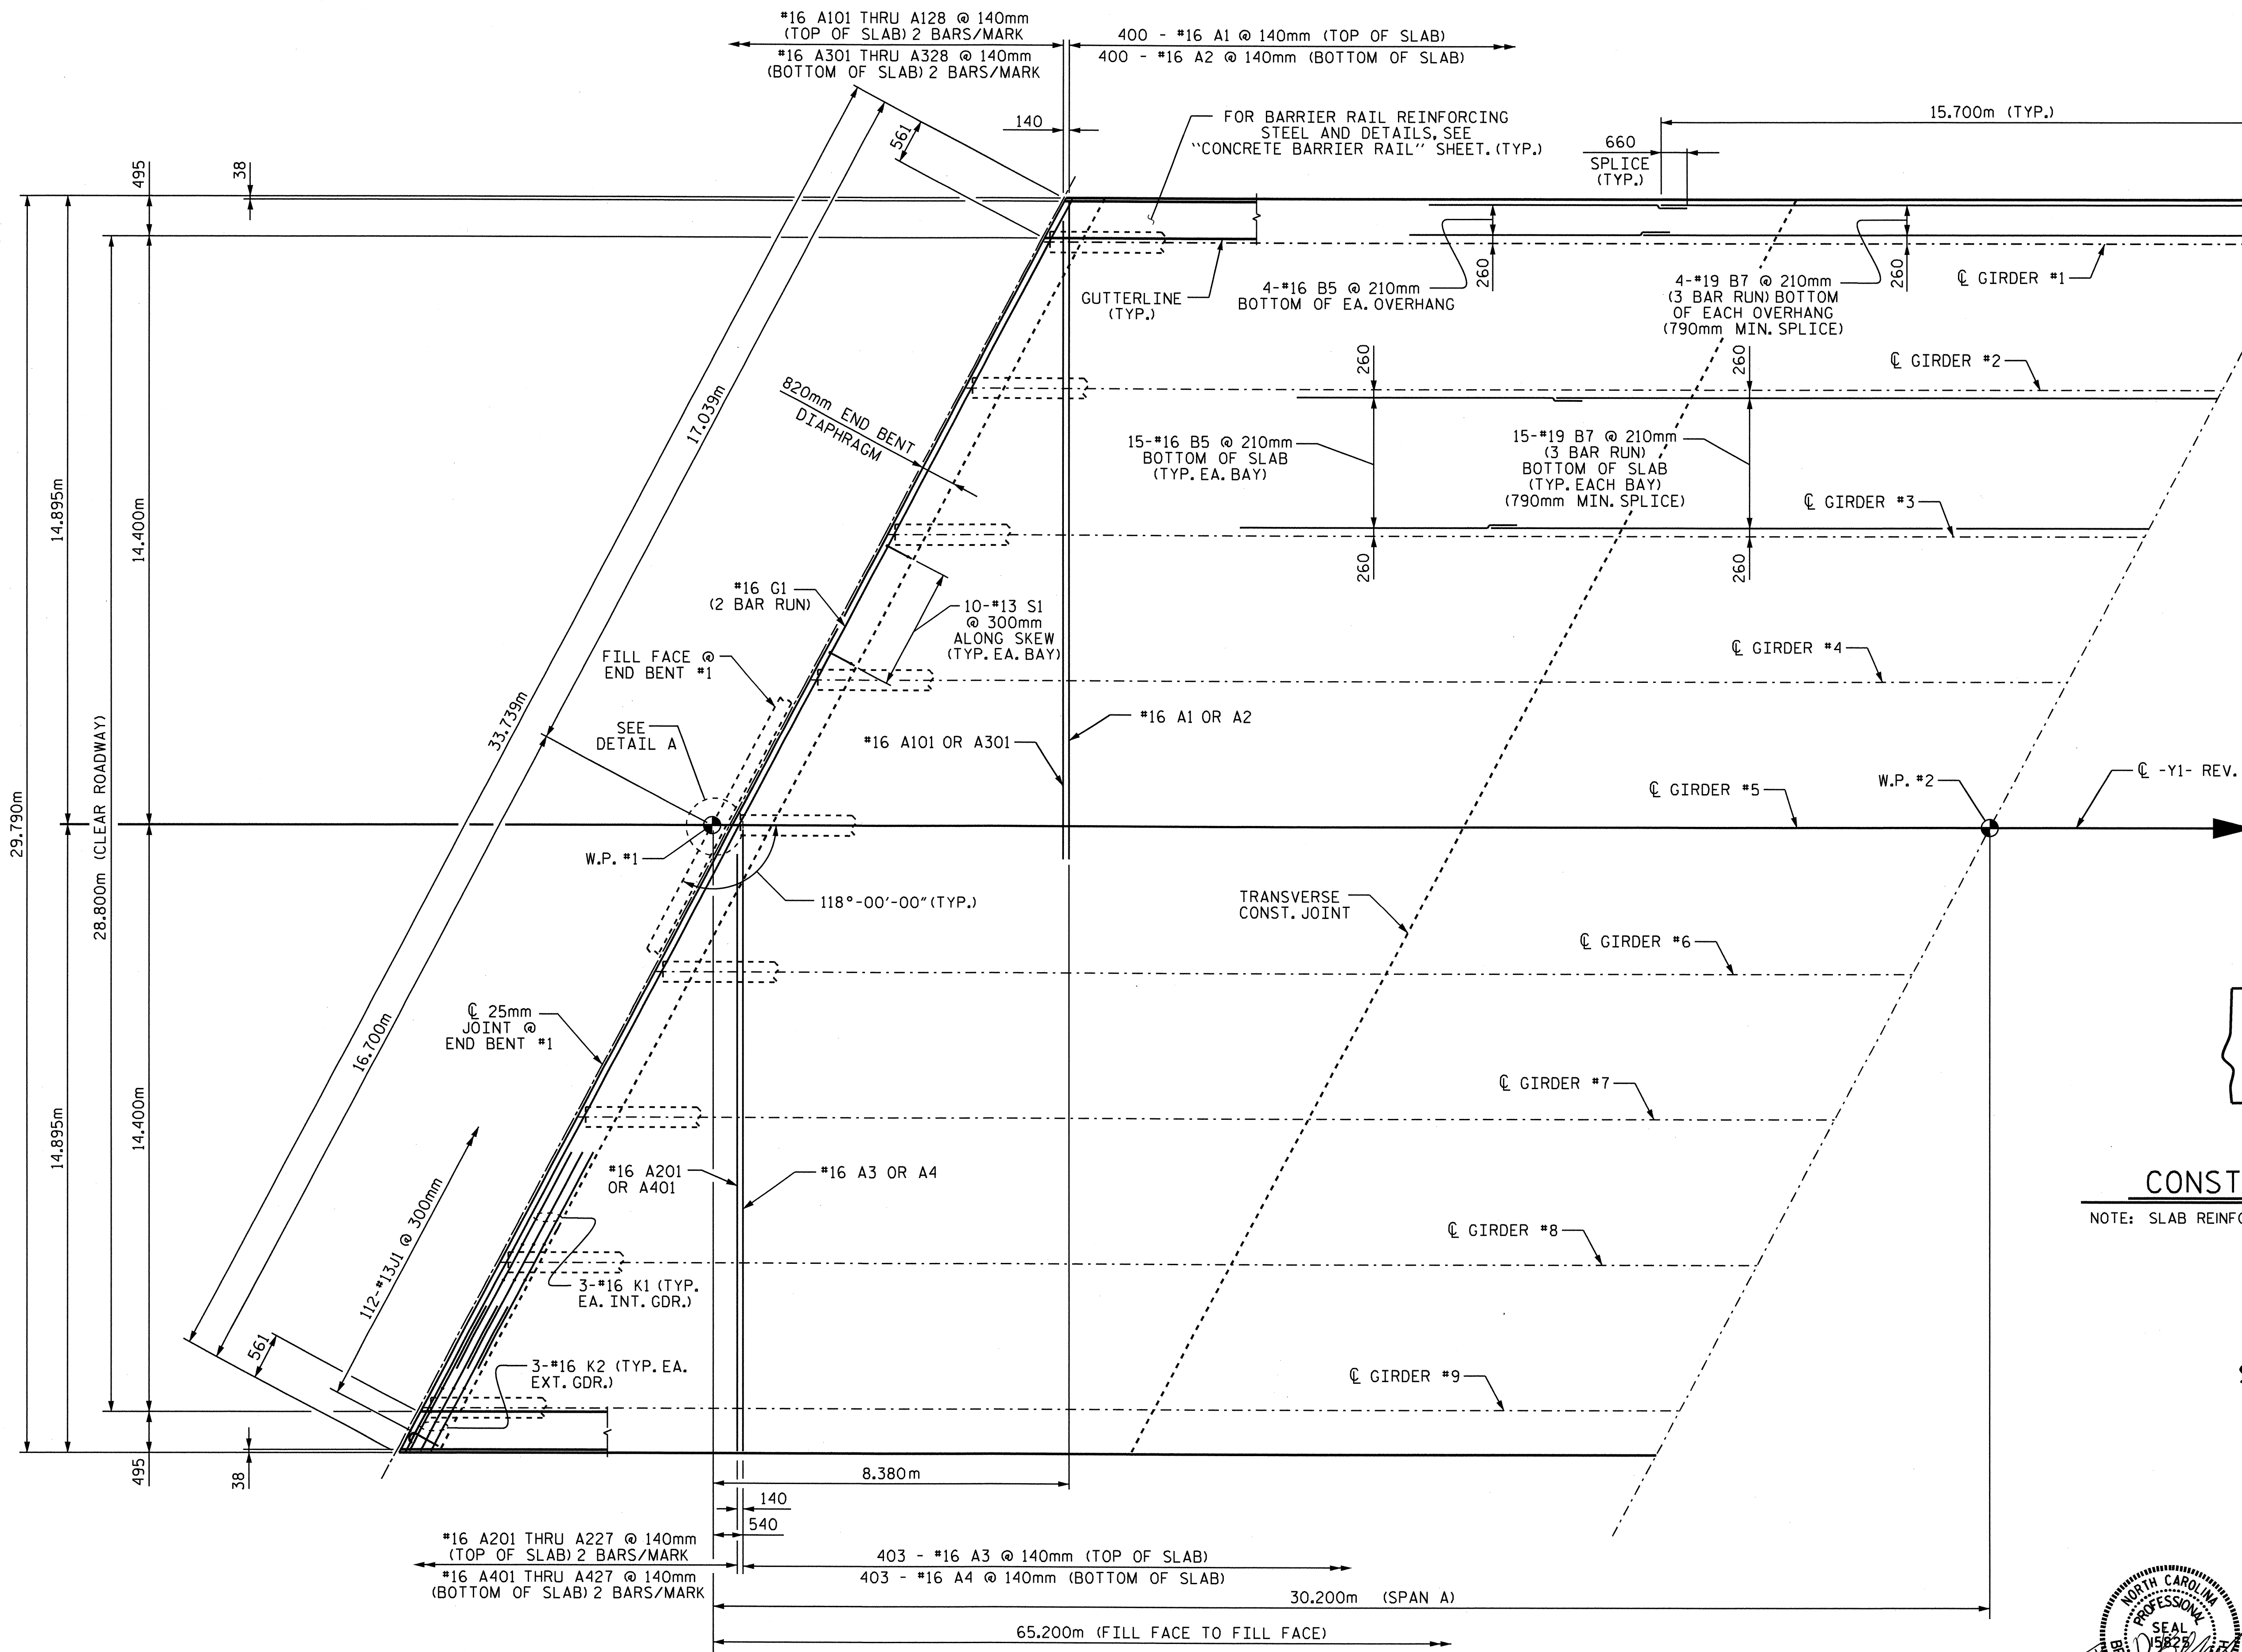 #16 A101 THRU A128 @ 140mm
(TOP OF SLAB) 2 BARS/MARK
#16 A301 THRU A328 @ 140mm
(BOTTOM OF SLAB) 2 BARS/MARK
400 - #16 A1 @ 140mm (TOP OF SLAB)
400 - #16 A2 @ 140mm (BOTTOM OF SLAB)
140
FOR BARRIER RAIL REINFORCING
STEEL AND DETAILS, SEE
"CONCRETE BARRIER RAIL" SHEET. (TYP.)
15.700m (TYP.)
660
SPLICE
(TYP.)
561
495
38
GUTTERLINE
(TYP.)
4-#16 B5 @ 210mm
BOTTOM OF EA. OVERHANG
260
4-#19 B7 @ 210mm
(3 BAR RUN) BOTTOM
OF EACH OVERHANG
(790mm MIN. SPLICE)
260
℄ GIRDER #1
17.039m
820mm END BENT
DIAPHRAGM
260
260
℄ GIRDER #2
15-#16 B5 @ 210mm
BOTTOM OF SLAB
(TYP. EA. BAY)
15-#19 B7 @ 210mm
(3 BAR RUN)
BOTTOM OF SLAB
(TYP. EACH BAY)
(790mm MIN. SPLICE)
℄ GIRDER #3
260
260
14.895m
14.400m
#16 G1
(2 BAR RUN)
10-#13 S1
@ 300mm
ALONG SKEW
(TYP. EA. BAY)
FILL FACE @
END BENT #1
℄ GIRDER #4
33.739m
SEE
DETAIL A
#16 A1 OR A2
#16 A101 OR A301
29.790m
28.800m (CLEAR ROADWAY)
℄ GIRDER #5
W.P. #2
℄ -Y1- REV.
W.P. #1
118°-00'-00" (TYP.)
TRANSVERSE
CONST. JOINT
℄ GIRDER #6
℄ 25mm
JOINT @
END BENT #1
16.700m
℄ GIRDER #7
14.895m
14.400m
112-#13J1 @ 300mm
#16 A201
OR A401
#16 A3 OR A4
CONST
NOTE: SLAB REINFO
℄ GIRDER #8
3-#16 K1 (TYP.
EA. INT. GDR.)
561
3-#16 K2 (TYP. EA.
EXT. GDR.)
℄ GIRDER #9
495
38
8.380m
140
540
#16 A201 THRU A227 @ 140mm
(TOP OF SLAB) 2 BARS/MARK
#16 A401 THRU A427 @ 140mm
(BOTTOM OF SLAB) 2 BARS/MARK
403 - #16 A3 @ 140mm (TOP OF SLAB)
403 - #16 A4 @ 140mm (BOTTOM OF SLAB)
30.200m (SPAN A)
65.200m (FILL FACE TO FILL FACE)
NORTH CAROLINA
PROFESSIONAL
SEAL
15825